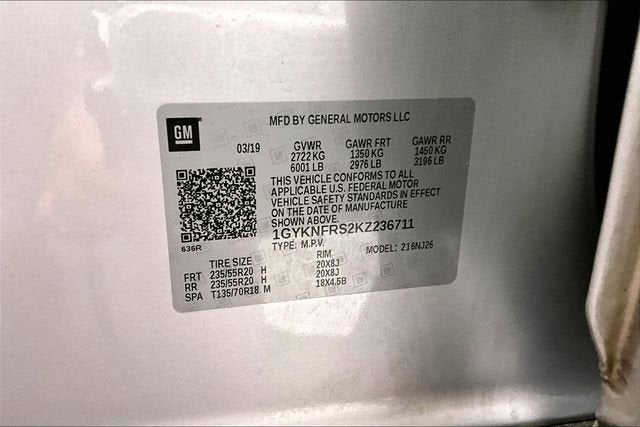 GM
MFD BY GENERAL MOTORS LLC
03/19 GVWR GAWR FRT GAWR RR
2722 KG 1350 KG 1450 KG
6001 LB 2976 LB 3196 LB
THIS VEHICLE CONFORMS TO ALL
APPLICABLE U.S. FEDERAL MOTOR
VEHICLE SAFETY STANDARDS IN EFFECT
ON THE DATE OF MANUFACTURE
SHOWN ABOVE.
1GYKNFRS2KZ236711
636R TYPE: M.P.V. MODEL: 216NJ26
TIRE SIZE RIM
FRT 235/55R20 H 20X8J
RR 235/55R20 H 20X8J
SPA T135/70R18 M 18X4.5B